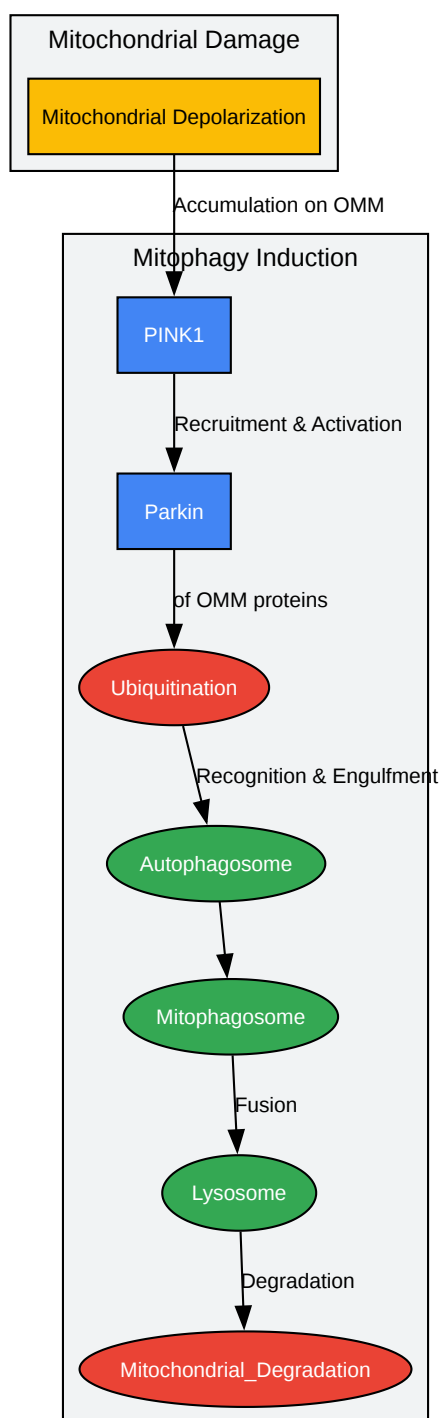 Mitochondrial Damage
Mitochondrial Depolarization
Accumulation on OMM
Mitophagy Induction
PINK1
Recruitment & Activation
Parkin
of OMM proteins
Ubiquitination
Recognition & Engulfment
Autophagosome
Mitophagosome
Fusion
Lysosome
Degradation
Mitochondrial_Degradation